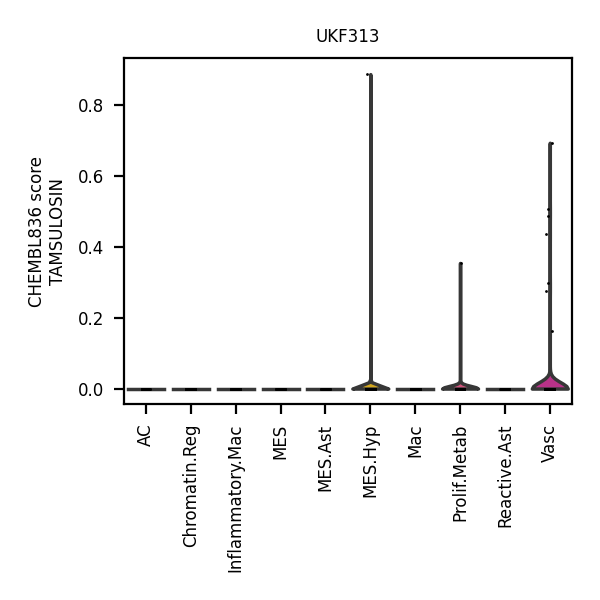 UKF313
CHEMBL836 score
TAMSULOSIN
0.8
0.6
0.4
0.2
0.0
AC
Chromatin.Reg
Inflammatory.Mac
MES
MES.Ast
MES.Hyp
Mac
Prolif.Metab
Reactive.Ast
Vasc